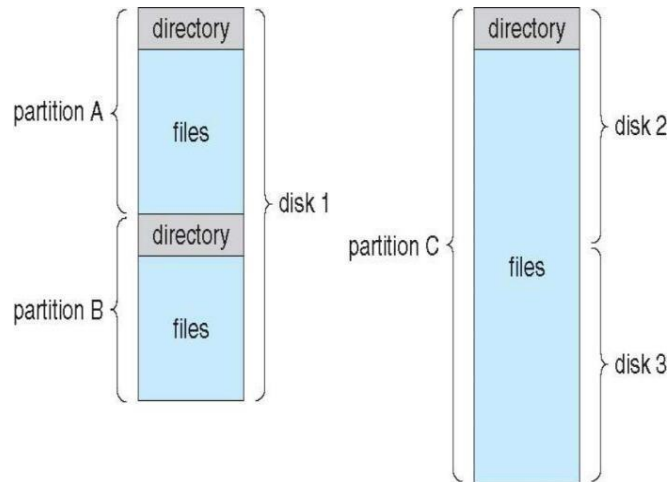 directory
partition A
files
directory
disk 1
partition B
files
directory
disk 2
partition C
files
disk 3